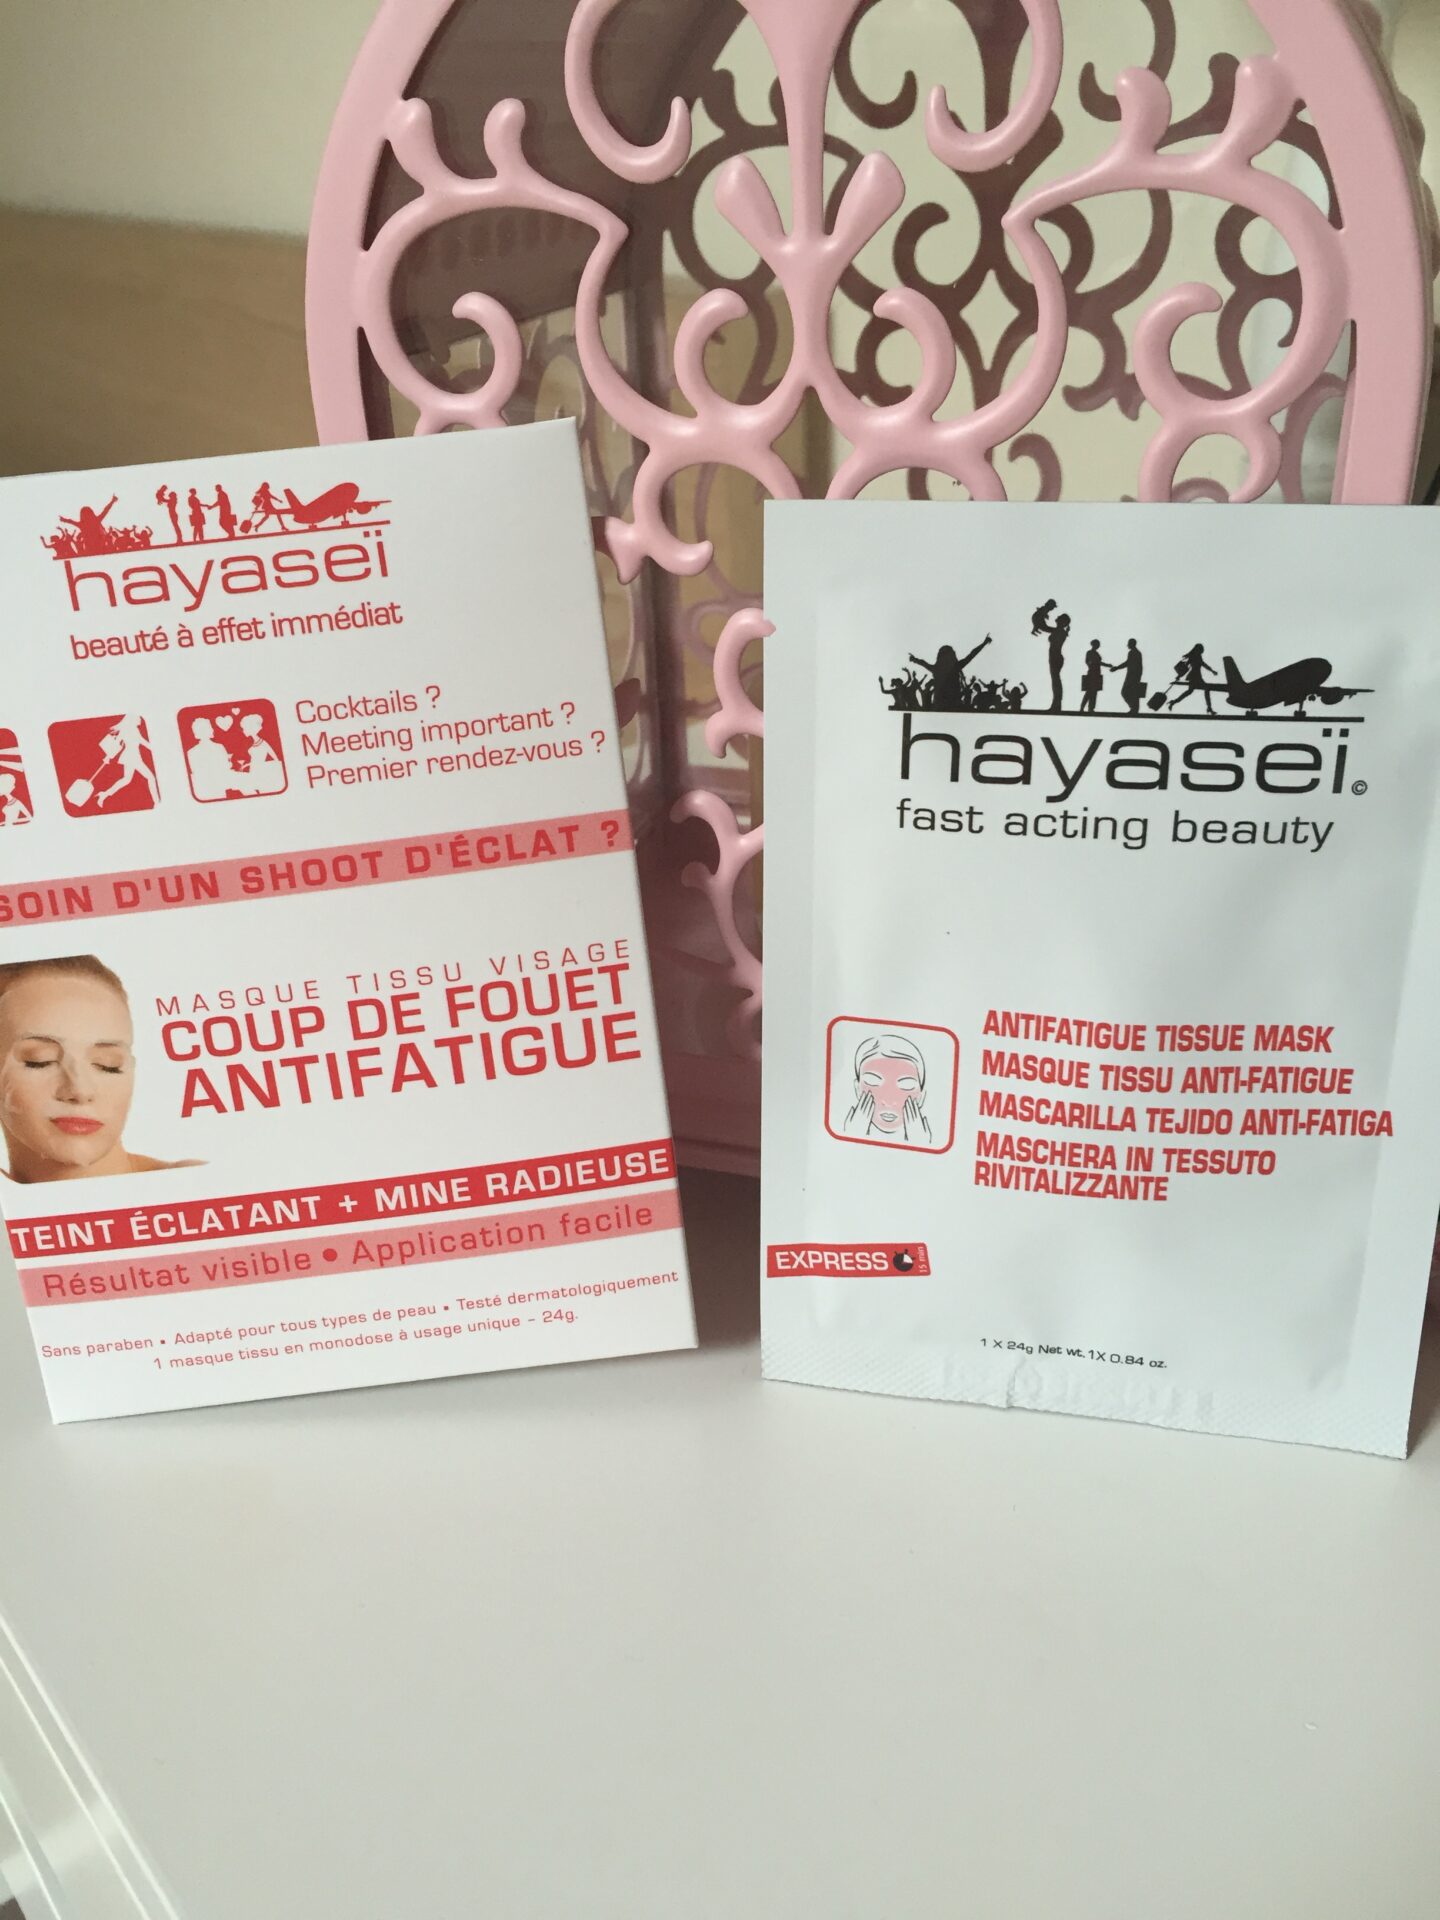 hayaseï
beauté à effet immédiat
Cocktails ?
Meeting important ?
Premier rendez-vous ?
SOIN D'UN SHOOT D'ÉCLAT ?
MASQUE TISSU VISAGE
COUP DE FOUET
ANTIFATIGUE
TEINT ÉCLATANT + MINE RADIEUSE
Résultat visible • Application facile
Sans paraben • Adapté pour tous types de peau • Testé dermatologiquement
1 masque tissu en monodose à usage unique – 24g.
hayaseï©
fast acting beauty
ANTIFATIGUE TISSUE MASK
MASQUE TISSU ANTI-FATIGUE
MASCARILLA TEJIDO ANTI-FATIGA
MASCHERA IN TESSUTO
RIVITALIZZANTE
EXPRESS 15 min
1 X 24g Net wt. 1X 0.84 oz.